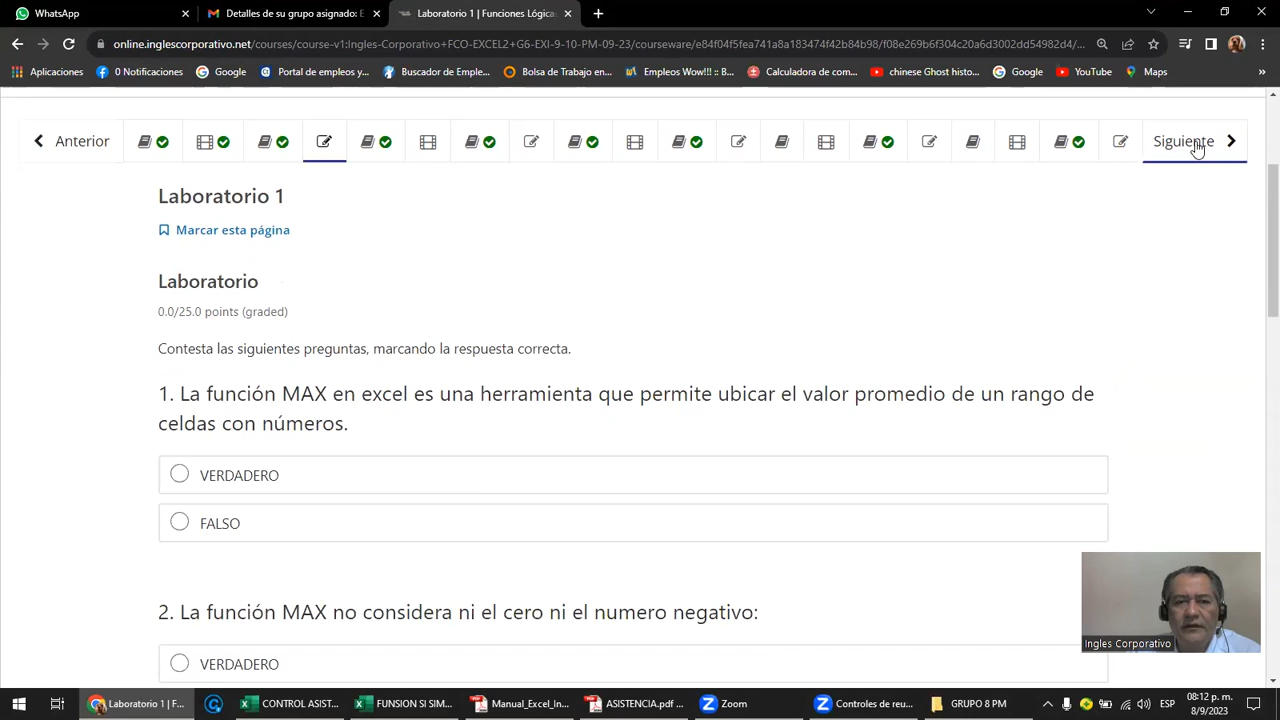 WhatsApp
Detalles de su grupo asignado: E
Laboratorio 1 | Funciones Lógica
online.inglescorporativo.net/courses/course-v1:Ingles-Corporativo+FCO-EXCEL2+G6-EXI-9-10-PM-09-23/courseware/e84f04f5fea741a8a183474f42b84b98/f08e269b6f304c20a6d3002dd54982d4/...
Aplicaciones
0 Notificaciones
Google
Portal de empleos y...
Buscador de Emple...
Bolsa de Trabajo en...
Empleos Wow!!! :: B...
Calculadora de com...
chinese Ghost histo...
Google
YouTube
Maps
»
Anterior
Siguiente
Laboratorio 1
Marcar esta página
Laboratorio
0.0/25.0 points (graded)
Contesta las siguientes preguntas, marcando la respuesta correcta.
1. La función MAX en excel es una herramienta que permite ubicar el valor promedio de un rango de
celdas con números.
VERDADERO
FALSO
2. La función MAX no considera ni el cero ni el numero negativo:
VERDADERO
Ingles Corporativo
Laboratorio 1 | F...
CONTROL ASIST...
FUNSION SI SIM...
Manual_Excel_In...
ASISTENCIA.pdf ...
Zoom
Controles de reu...
GRUPO 8 PM
ESP
08:12 p. m.
8/9/2023